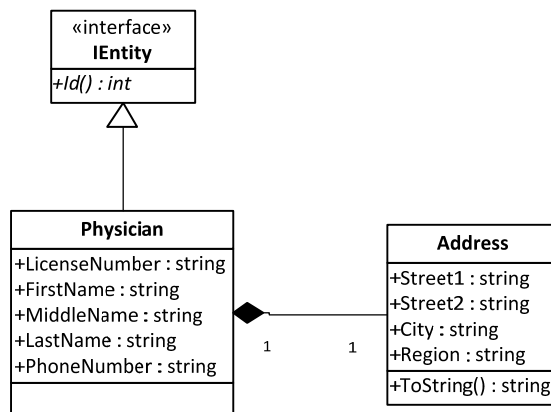 «interface»
IEntity
+Id() : int
Physician
+LicenseNumber : string
+FirstName : string
+MiddleName : string
+LastName : string
+PhoneNumber : string
1
1
Address
+Street1 : string
+Street2 : string
+City : string
+Region : string
+ToString() : string